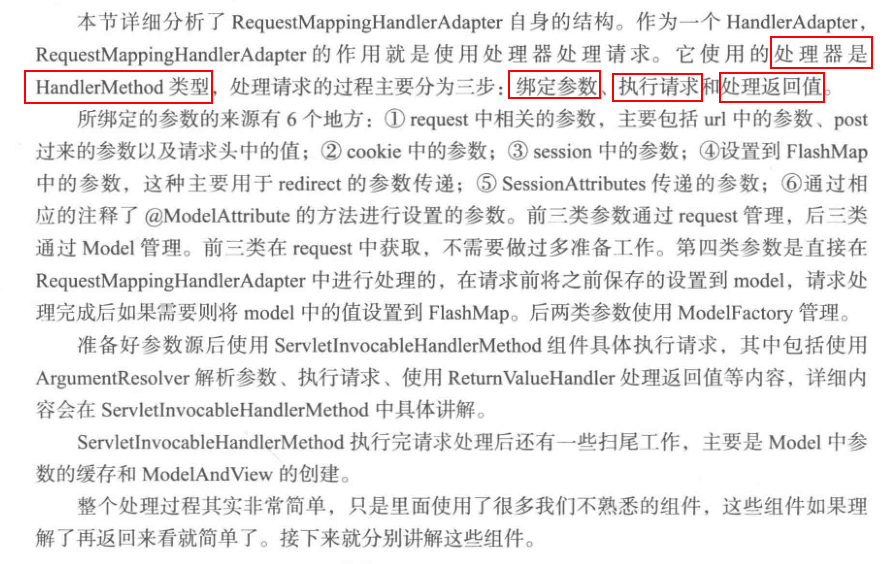 本节详细分析了 RequestMappingHandlerAdapter 自身的结构。作为一个 HandlerAdapter，
RequestMappingHandlerAdapter 的作用就是使用处理器处理请求。它使用的处理器是
HandlerMethod 类型，处理请求的过程主要分为三步：绑定参数、执行请求和处理返回值。
所绑定的参数的来源有 6 个地方：① request 中相关的参数，主要包括 url 中的参数、post
过来的参数以及请求头中的值；② cookie 中的参数；③ session 中的参数；④设置到 FlashMap
中的参数，这种主要用于 redirect 的参数传递；⑤ SessionAttributes 传递的参数；⑥通过相
应的注释了 @ModelAttribute 的方法进行设置的参数。前三类参数通过 request 管理，后三类
通过 Model 管理。前三类在 request 中获取，不需要做过多准备工作。第四类参数是直接在
RequestMappingHandlerAdapter 中进行处理的，在请求前将之前保存的设置到 model，请求处
理完成后如果需要则将 model 中的值设置到 FlashMap。后两类参数使用 ModelFactory 管理。
准备好参数源后使用 ServletInvocableHandlerMethod 组件具体执行请求，其中包括使用
ArgumentResolver 解析参数、执行请求、使用 ReturnValueHandler 处理返回值等内容，详细内
容会在 ServletInvocableHandlerMethod 中具体讲解。
ServletInvocableHandlerMethod 执行完请求处理后还有一些扫尾工作，主要是 Model 中参
数的缓存和 ModelAndView 的创建。
整个处理过程其实非常简单，只是里面使用了很多我们不熟悉的组件，这些组件如果理
解了再返回来看就简单了。接下来就分别讲解这些组件。